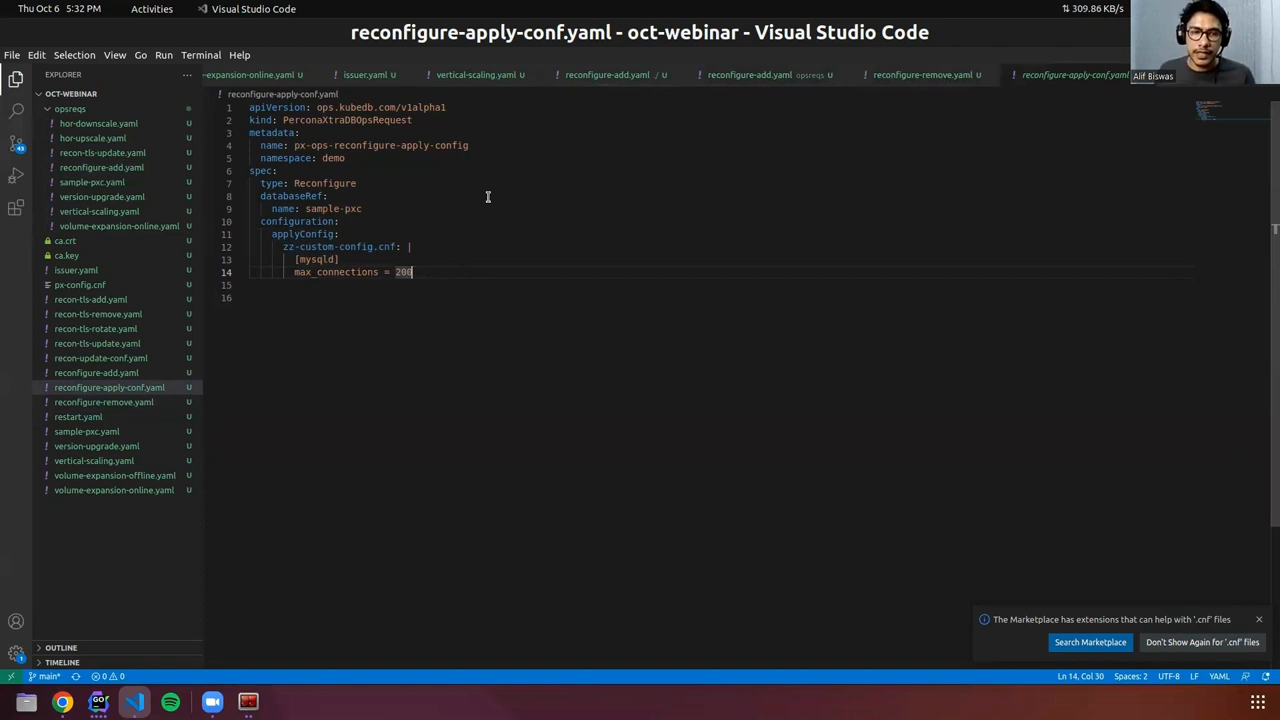 Thu Oct 6 5:32 PM
Activities
Visual Studio Code
309.86 KB/s
reconfigure-apply-conf.yaml - oct-webinar - Visual Studio Code
File Edit Selection View Go Run Terminal Help
EXPLORER ...
-expansion-online.yaml U
! issuer.yaml U
! vertical-scaling.yaml U
! reconfigure-add.yaml / U
! reconfigure-add.yaml opsreqs U
! reconfigure-remove.yaml U
! reconfigure-apply-conf.yaml
Alif Biswas
OCT-WEBINAR
opsreqs
! hor-downscale.yaml U
! hor-upscale.yaml U
! recon-tls-update.yaml U
! reconfigure-add.yaml U
! sample-pxc.yaml U
! version-upgrade.yaml U
! vertical-scaling.yaml U
! volume-expansion-online.yaml U
ca.crt U
ca.key U
! issuer.yaml U
px-config.cnf U
! recon-tls-add.yaml U
! recon-tls-remove.yaml U
! recon-tls-rotate.yaml U
! recon-tls-update.yaml U
! recon-update-conf.yaml U
! reconfigure-add.yaml U
! reconfigure-apply-conf.yaml U
! reconfigure-remove.yaml U
! restart.yaml U
! sample-pxc.yaml U
! version-upgrade.yaml U
! vertical-scaling.yaml U
! volume-expansion-offline.yaml U
! volume-expansion-online.yaml U
OUTLINE
TIMELINE
43
1
! reconfigure-apply-conf.yaml
1 apiVersion: ops.kubedb.com/v1alpha1
2 kind: PerconaXtraDBOpsRequest
3 metadata:
4 name: px-ops-reconfigure-apply-config
5 namespace: demo
6 spec:
7 type: Reconfigure
8 databaseRef:
9 name: sample-pxc
10 configuration:
11 applyConfig:
12 zz-custom-config.cnf: |
13 [mysqld]
14 max_connections = 200
15
16
The Marketplace has extensions that can help with '.cnf' files
Search Marketplace
Don't Show Again for '.cnf' files
main*
0 0
Ln 14, Col 30
Spaces: 2
UTF-8
LF
YAML